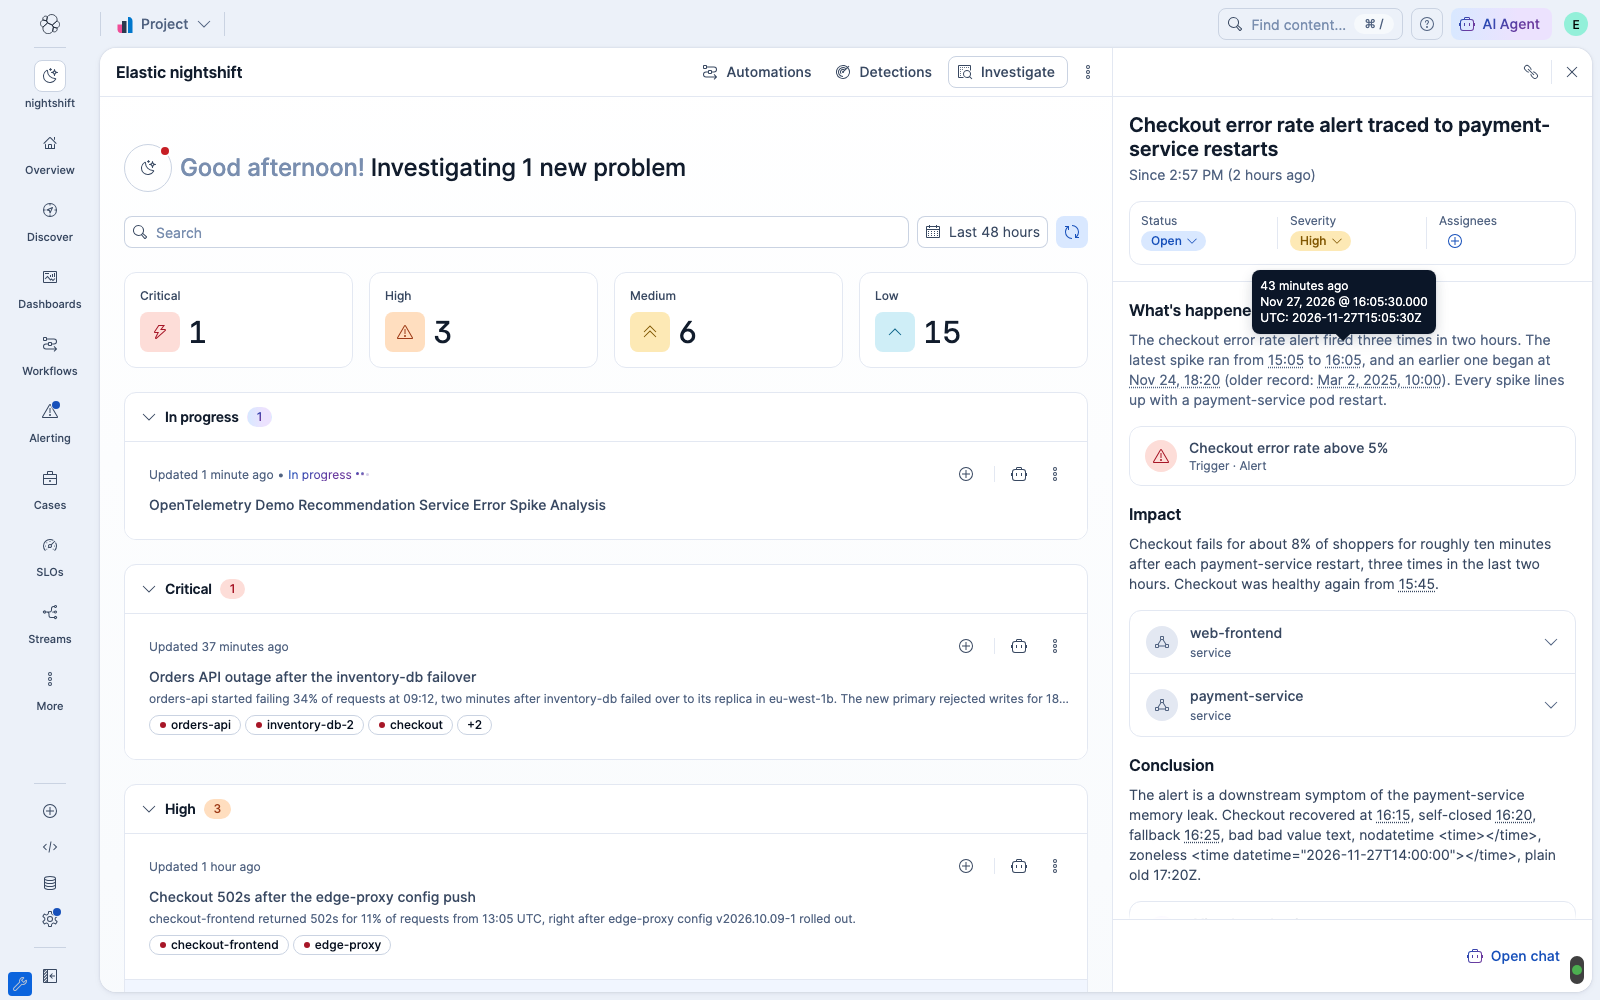 Project
Find content...
⌘ /
AI Agent
E
nightshift
Overview
Discover
Dashboards
Workflows
Alerting
Cases
SLOs
Streams
More
Elastic nightshift
Automations
Detections
Investigate
Good afternoon! Investigating 1 new problem
Search
Last 48 hours
Critical
1
High
3
Medium
6
Low
15
In progress 1
Updated 1 minute ago • In progress
OpenTelemetry Demo Recommendation Service Error Spike Analysis
Critical 1
Updated 37 minutes ago
Orders API outage after the inventory-db failover
orders-api started failing 34% of requests at 09:12, two minutes after inventory-db failed over to its replica in eu-west-1b. The new primary rejected writes for 18...
orders-api
inventory-db-2
checkout
+2
High 3
Updated 1 hour ago
Checkout 502s after the edge-proxy config push
checkout-frontend returned 502s for 11% of requests from 13:05 UTC, right after edge-proxy config v2026.10.09-1 rolled out.
checkout-frontend
edge-proxy
Checkout error rate alert traced to payment-
service restarts
Since 2:57 PM (2 hours ago)
Status
Open
Severity
High
Assignees
43 minutes ago
Nov 27, 2026 @ 16:05:30.000
UTC: 2026-11-27T15:05:30Z
What's happene
The checkout error rate alert fired three times in two hours. The
latest spike ran from 15:05 to 16:05, and an earlier one began at
Nov 24, 18:20 (older record: Mar 2, 2025, 10:00). Every spike lines
up with a payment-service pod restart.
Checkout error rate above 5%
Trigger · Alert
Impact
Checkout fails for about 8% of shoppers for roughly ten minutes
after each payment-service restart, three times in the last two
hours. Checkout was healthy again from 15:45.
web-frontend
service
payment-service
service
Conclusion
The alert is a downstream symptom of the payment-service
memory leak. Checkout recovered at 16:15, self-closed 16:20,
fallback 16:25, bad bad value text, nodatetime <time></time>,
zoneless <time datetime="2026-11-27T14:00:00"></time>, plain
old 17:20Z.
Open chat